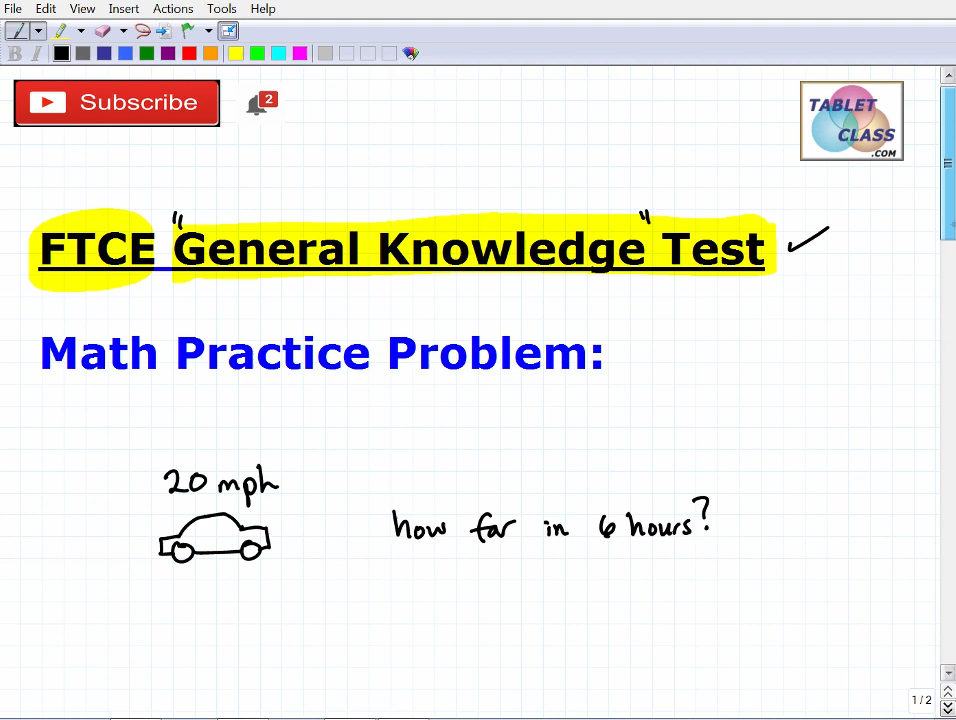 File Edit View Insert Actions Tools Help
B I
Subscribe
2
TABLET
CLASS
.COM
FTCE "General Knowledge" Test
Math Practice Problem:
20 mph
how far in 6 hours?
1 / 2